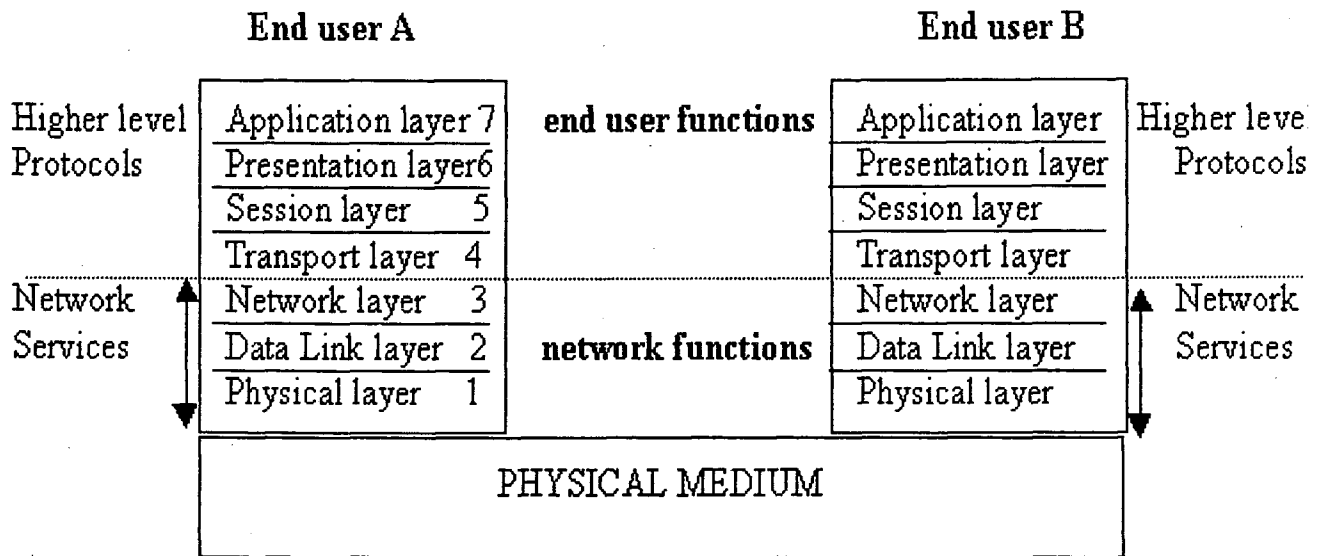 End user A
End user B
Higher level Protocols
Application layer 7
Presentation layer6
Session layer 5
Transport layer 4
end user functions
Application layer
Presentation layer
Session layer
Transport layer
Higher leve
Protocols
Network
Services
Network layer 3
Data Link layer 2
Physical layer 1
network functions
Network layer
Data Link layer
Physical layer
Network
Services
PHYSICAL MEDIUM